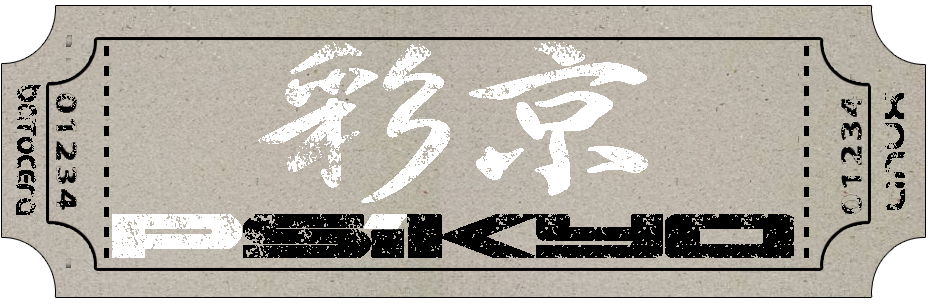 batocera
01234
彩京
PSiKYO
01234
Linux